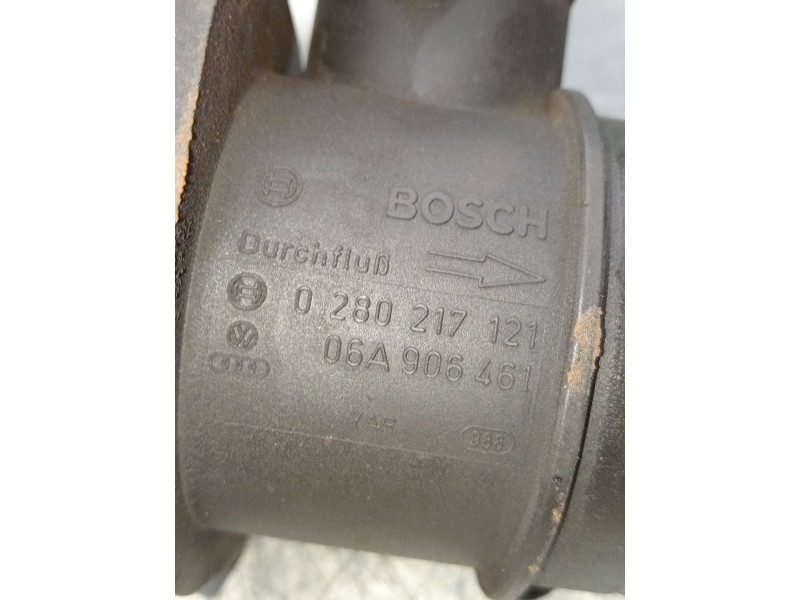 BOSCH
Durchfluß
0 280 217 121
06A 906 461